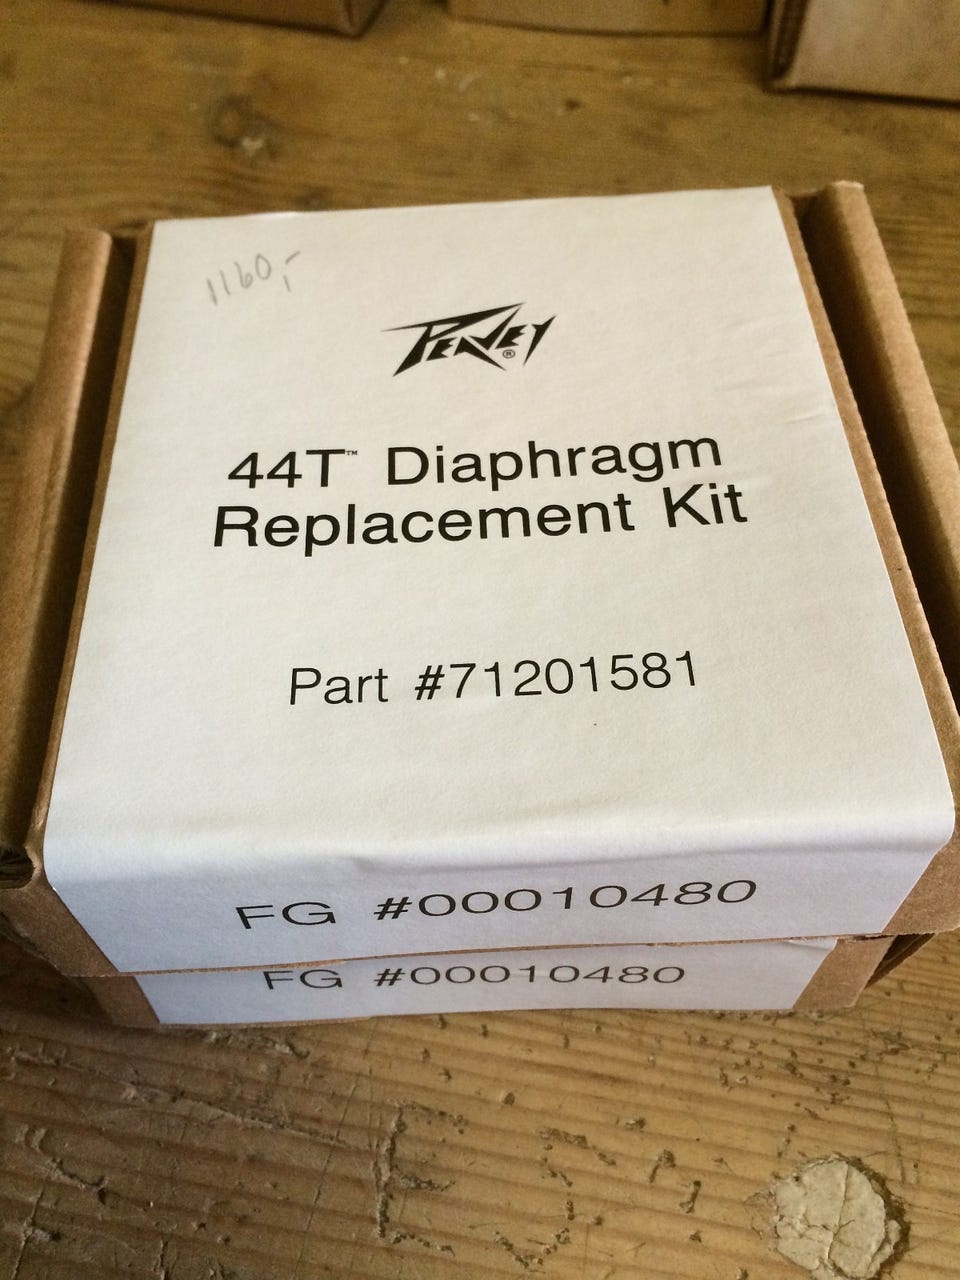 1160,-
PEAVEY®
44T™ Diaphragm
Replacement Kit
Part #71201581
FG #00010480
FG #00010480